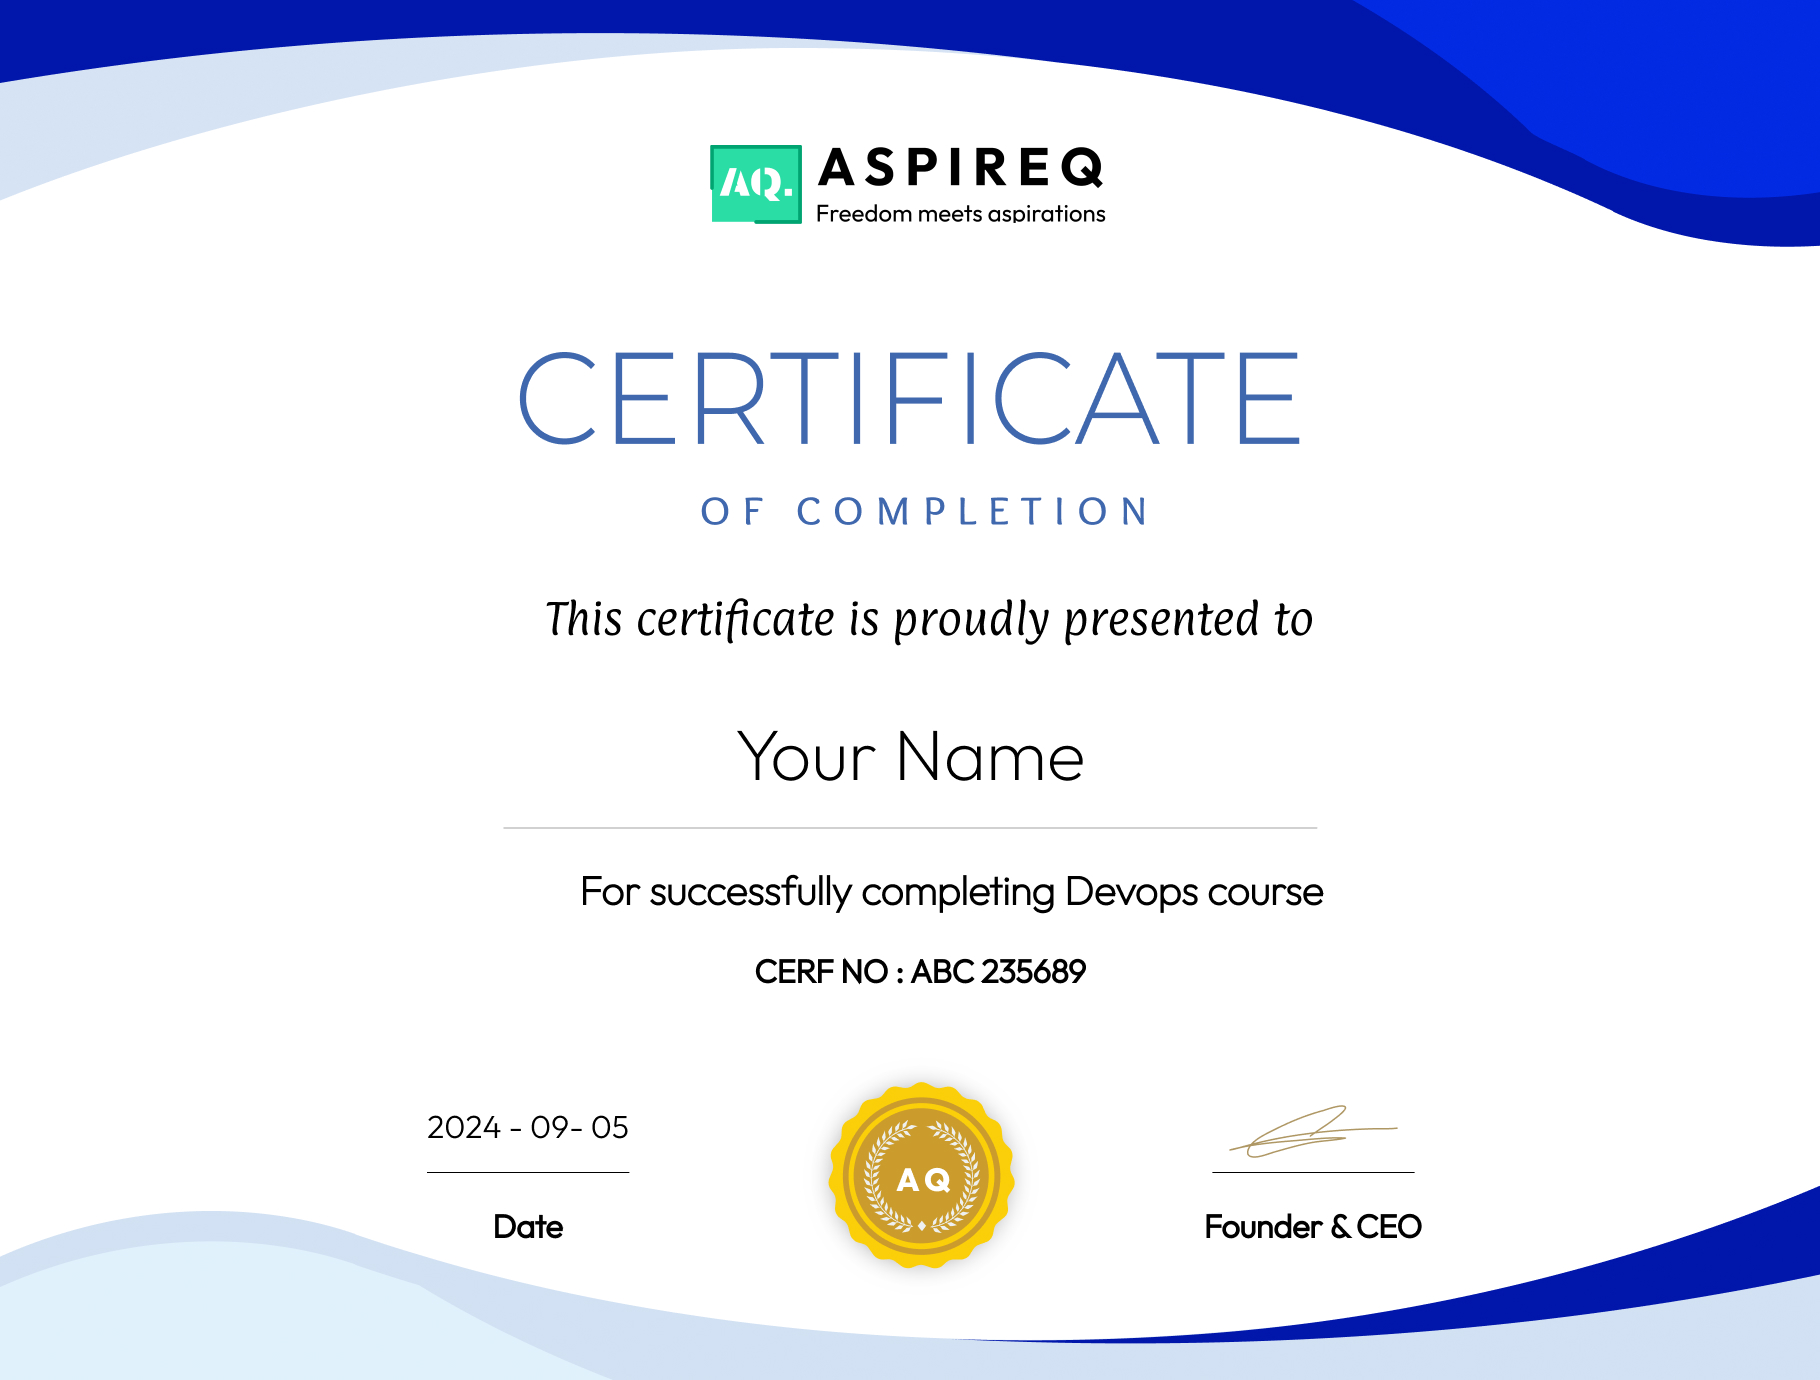 AQ.
ASPIREQ
Freedom meets aspirations
CERTIFICATE
OF COMPLETION
This certificate is proudly presented to
Your Name
For successfully completing Devops course
CERF NO : ABC 235689
2024 - 09- 05
AQ
Date
Founder & CEO